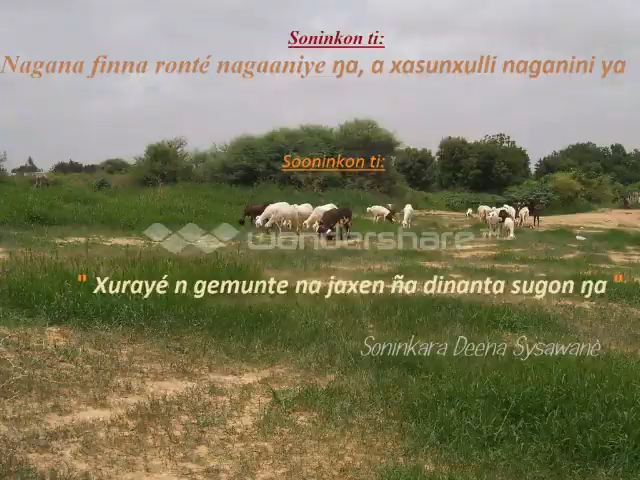 Soninkon ti:
Nagana finna ronté nagaaniye ŋa, a xasunxulli naganini ya
Sooninkon ti:
wondershare
" Xurayé n gemunte na jaxen ña dinanta sugon ŋa "
Soninkara Deena Sysawanè